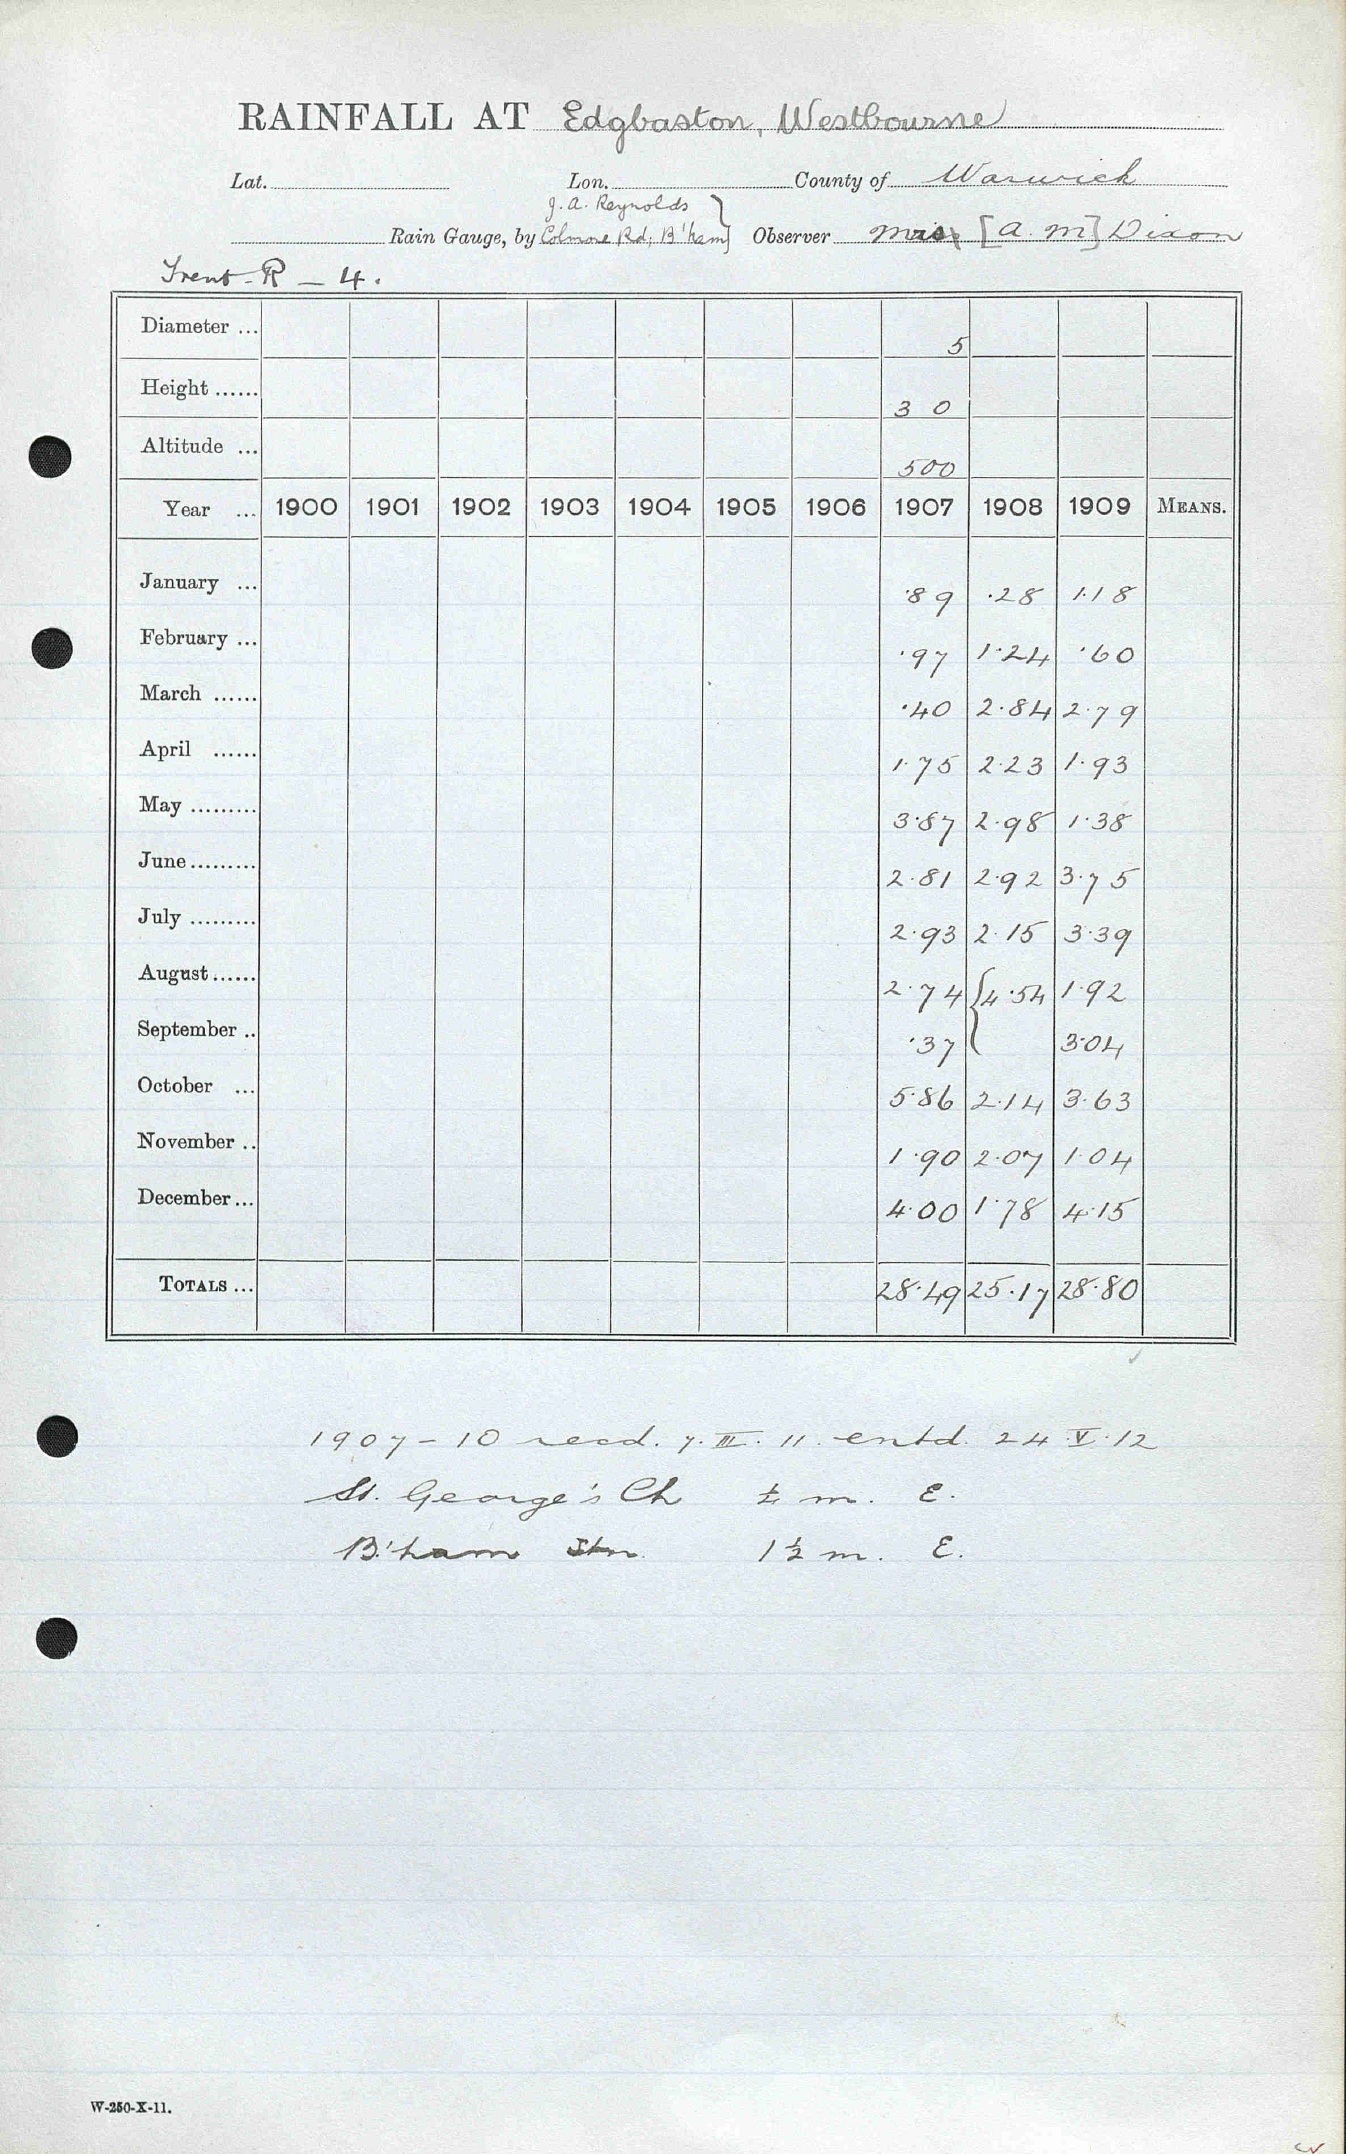 RAINFALL AT Edgbaston, Westbourne
Lat. Lon. County of Warwick
J. A. Reynolds
Rain Gauge, by Colmore Rd; B'ham Observer [A. M] Dixon
Trent-R — 4.
Diameter ... 5
Height ...... 3 0
Altitude ... 500
Year ... 1900 1901 1902 1903 1904 1905 1906 1907 1908 1909 MEANS.
January ... ·89 ·28 1·18
February ... ·97 1·24 ·60
March ...... ·40 2·84 2·79
April ...... 1·75 2·23 1·93
May ......... 3·87 2·98 1·38
June ......... 2·81 2·92 3·75
July ......... 2·93 2·15 3·39
August ...... 2·74 { 4·54 1·92
September .. ·37 3·04
October ... 5·86 2·14 3·63
November .. 1·90 2·07 1·04
December ... 4·00 1·78 4·15
TOTALS ... 28·49 25·17 28·80
1907 – 10 recd. 7. III. 11. entd. 24. V. 12
St. George's Ch m. E.
B'ham Stn. 1½ m. E.
W-250-X-11.